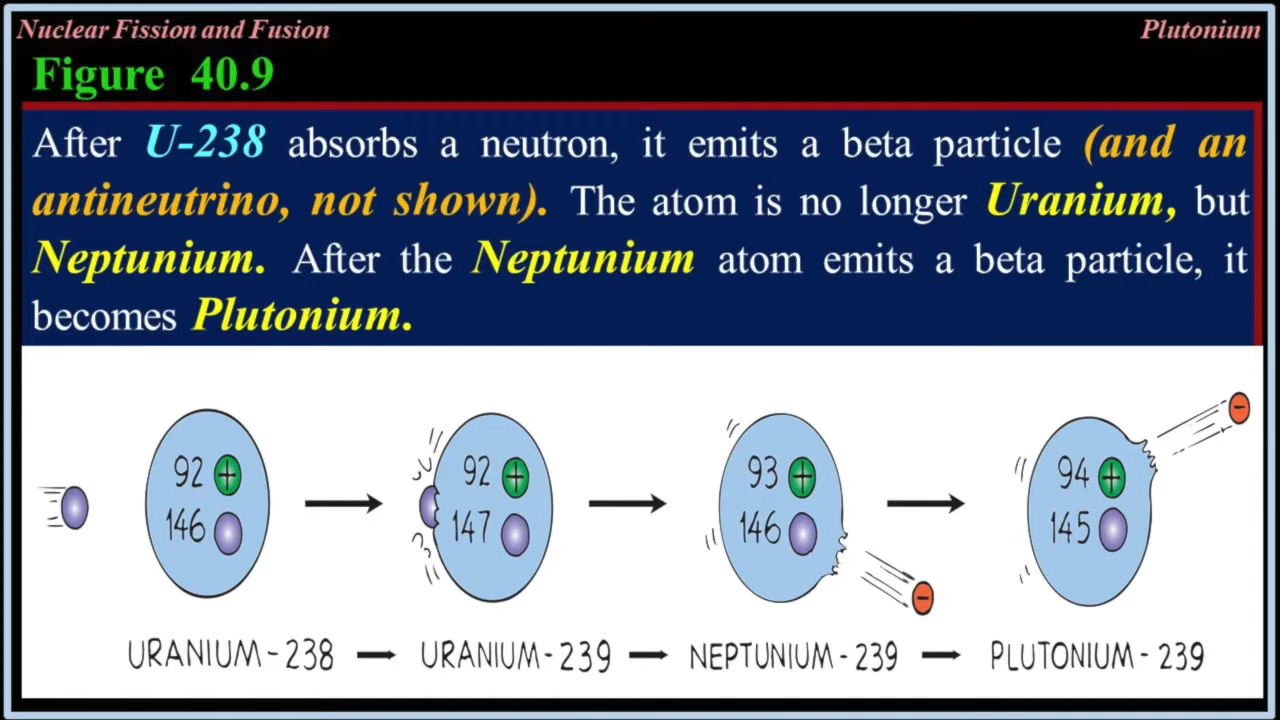 Nuclear Fission and Fusion
Plutonium
Figure 40.9
After U-238 absorbs a neutron, it emits a beta particle (and an
antineutrino, not shown). The atom is no longer Uranium, but
Neptunium. After the Neptunium atom emits a beta particle, it
becomes Plutonium.
92 + 92 + 93 + 94 +
146 147 146 145
-
-
URANIUM - 238 → URANIUM - 239 → NEPTUNIUM - 239 → PLUTONIUM - 239